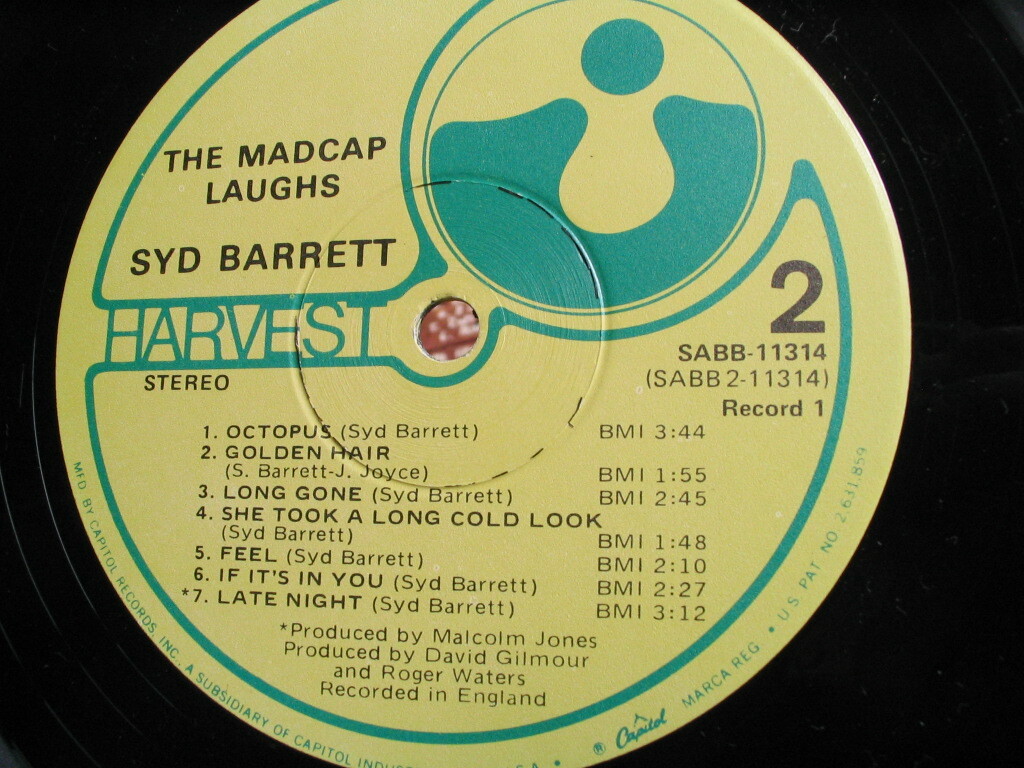 THE MADCAP
LAUGHS
SYD BARRETT
HARVEST
STEREO
2
SABB-11314
(SABB2-11314)
Record 1
1. OCTOPUS (Syd Barrett) BMI 3:44
2. GOLDEN HAIR
(S. Barrett-J. Joyce) BMI 1:55
3. LONG GONE (Syd Barrett) BMI 2:45
4. SHE TOOK A LONG COLD LOOK
(Syd Barrett) BMI 1:48
5. FEEL (Syd Barrett) BMI 2:10
6. IF IT'S IN YOU (Syd Barrett) BMI 2:27
*7. LATE NIGHT (Syd Barrett) BMI 3:12
*Produced by Malcolm Jones
Produced by David Gilmour
and Roger Waters
Recorded in England
MFD. BY CAPITOL RECORDS, INC., A SUBSIDIARY OF CAPITOL • ® Capitol MARCA REG. • U.S. PAT. NO. 2,631,859